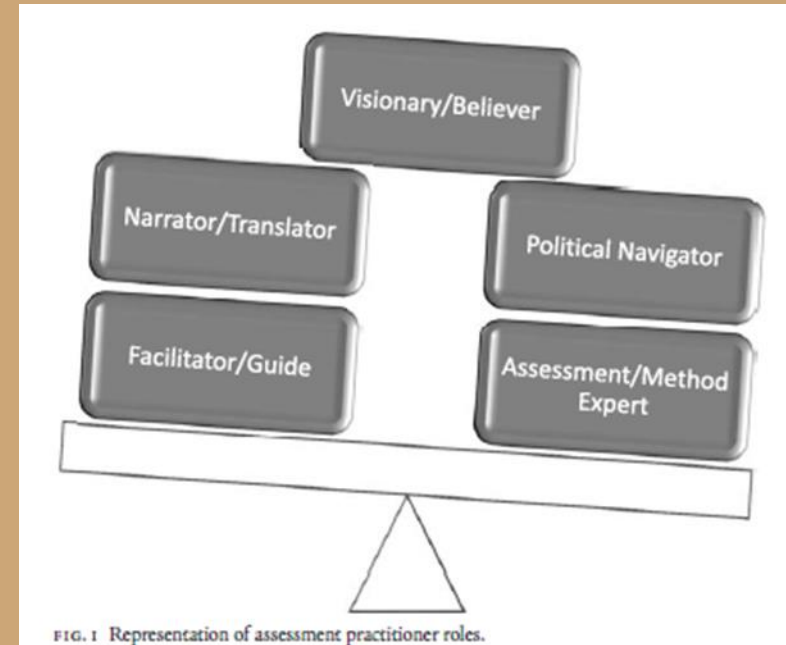 Visionary/Believer
Narrator/Translator
Political Navigator
Facilitator/Guide
Assessment/Method
Expert
FIG. 1 Representation of assessment practitioner roles.